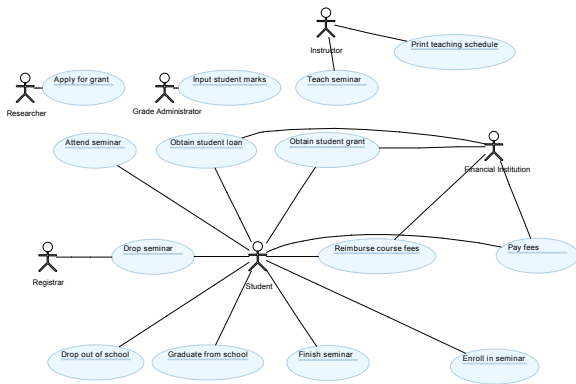 Instructor
Print teaching schedule
Apply for grant
Input student marks
Teach seminar
Researcher
Grade Administrator
Attend seminar
Obtain student loan
Obtain student grant
Financial Institution
Drop seminar
Reimburse course fees
Pay fees
Registrar
Student
Drop out of school
Graduate from school
Finish seminar
Enroll in seminar